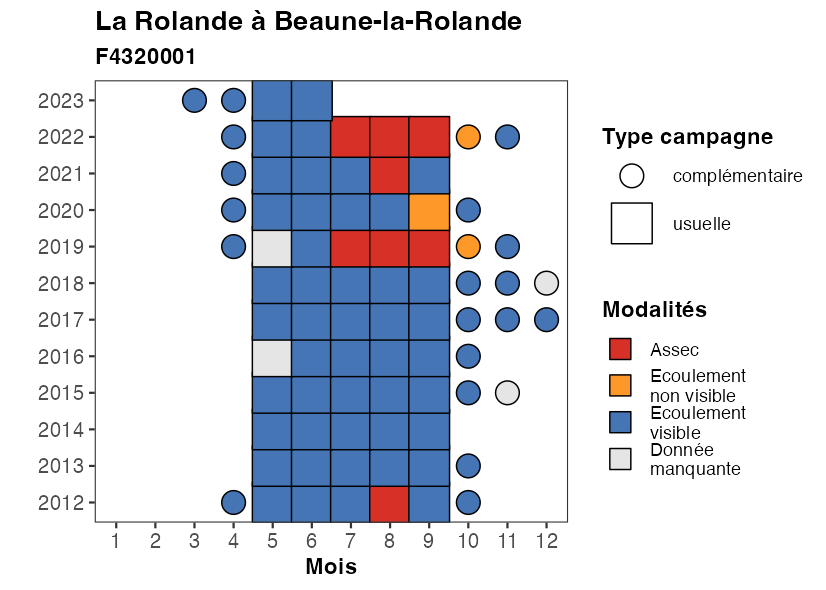 La Rolande à Beaune-la-Rolande
F4320001
2023
2022
2021
2020
2019
2018
2017
2016
2015
2014
2013
2012
1 2 3 4 5 6 7 8 9 10 11 12
Mois
Type campagne
complémentaire
usuelle
Modalités
Assec
Ecoulement
non visible
Ecoulement
visible
Donnée
manquante